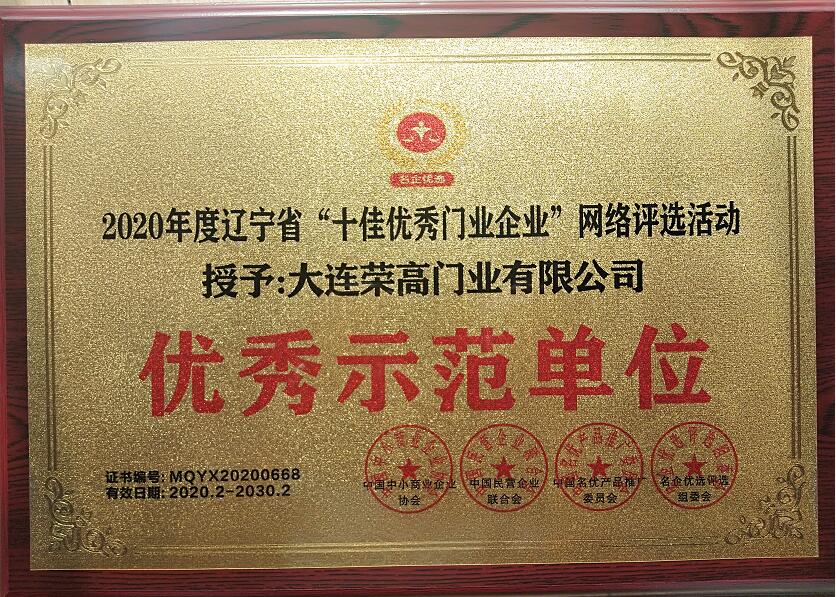 名企优选
2020年度辽宁省“十佳优秀门业企业”网络评选活动
授予:大连荣高门业有限公司
优秀示范单位
证书编号: MQYX20200668
有效日期: 2020.2-2030.2
中国中小商业企业
协会
中国民营企业
联合会
中国名优产品推广
委员会
名企优选评选
组委会